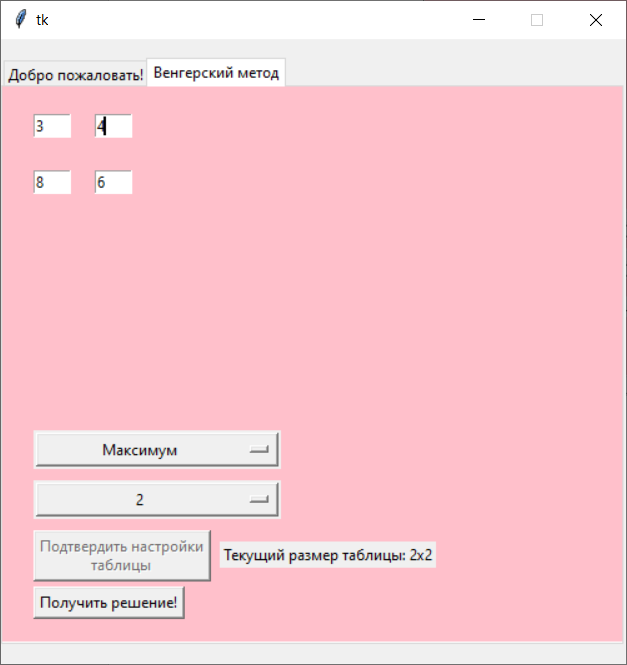 tk
Добро пожаловать! Венгерский метод
3 4
8 6
Максимум
2
Подтвердить настройки
таблицы
Текущий размер таблицы: 2x2
Получить решение!